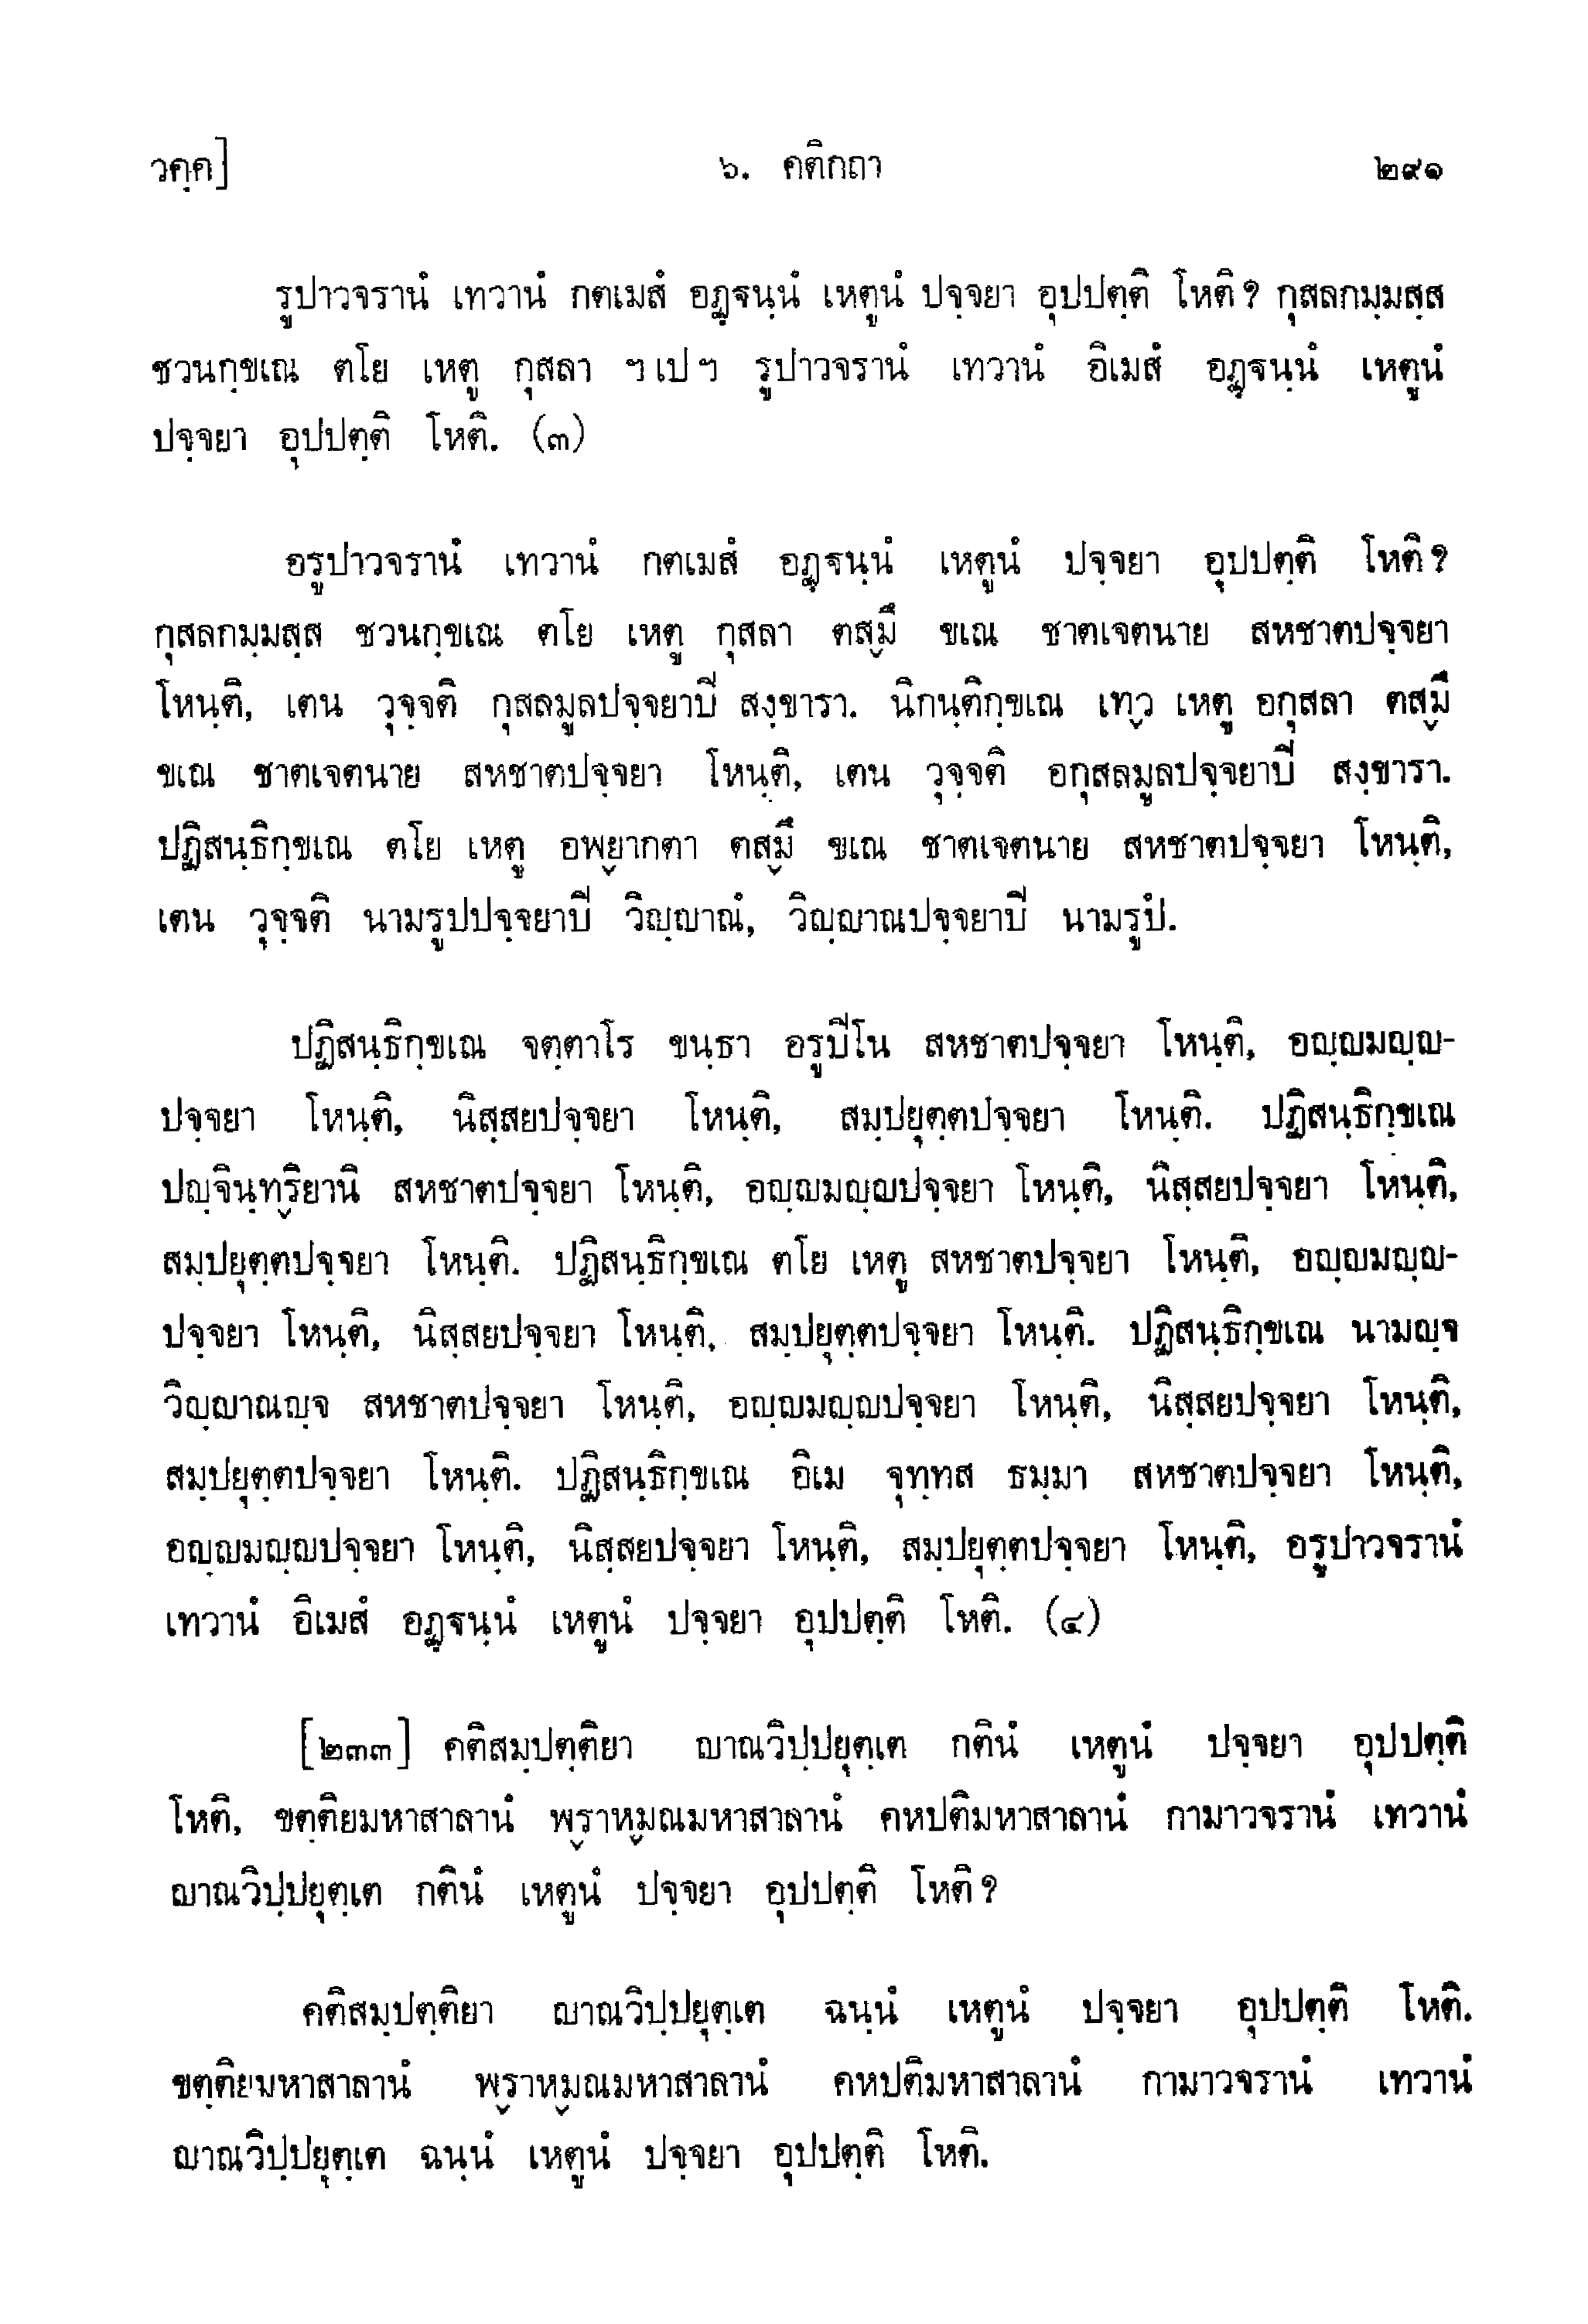 วคฺค] ๖. คติกถา ๒๙๑
รูปาวจรานํ เทวานํ กตเมสํ อฏฺฐนฺนํ เหตูนํ ปจฺจยา อุปปตฺติ โหติ? กุสลกมฺมสฺส
ชวนกฺขเณ ตโย เหตู กุสลา ฯ เป ฯ รูปาวจรานํ เทวานํ อิเมสํ อฏฺฐนฺนํ เหตูนํ
ปจฺจยา อุปปตฺติ โหติ. (๓)
อรูปาวจรานํ เทวานํ กตเมสํ อฏฺฐนฺนํ เหตูนํ ปจฺจยา อุปปตฺติ โหติ?
กุสลกมฺมสฺส ชวนกฺขเณ ตโย เหตู กุสลา ตสฺมึ ขเณ ชาตเจตนาย สหชาตปจฺจยา
โหนฺติ, เตน วุจฺจติ กุสลมูลปจฺจยาปิ สงฺขารา. นิกนฺติกฺขเณ เทฺว เหตู อกุสลา ตสฺมึ
ขเณ ชาตเจตนาย สหชาตปจฺจยา โหนฺติ, เตน วุจฺจติ อกุสลมูลปจฺจยาปิ สงฺขารา.
ปฏิสนฺธิกฺขเณ ตโย เหตู อพฺยากตา ตสฺมึ ขเณ ชาตเจตนาย สหชาตปจฺจยา โหนฺติ,
เตน วุจฺจติ นามรูปปจฺจยาปิ วิญฺญาณํ, วิญฺญาณปจฺจยาปิ นามรูปํ.
ปฏิสนฺธิกฺขเณ จตฺตาโร ขนฺธา อรูปิโน สหชาตปจฺจยา โหนฺติ, อญฺญมญฺญ-
ปจฺจยา โหนฺติ, นิสฺสยปจฺจยา โหนฺติ, สมฺปยุตฺตปจฺจยา โหนฺติ. ปฏิสนฺธิกฺขเณ
ปญฺจินฺทฺริยานิ สหชาตปจฺจยา โหนฺติ, อญฺญมญฺญปจฺจยา โหนฺติ, นิสฺสยปจฺจยา โหนฺติ,
สมฺปยุตฺตปจฺจยา โหนฺติ. ปฏิสนฺธิกฺขเณ ตโย เหตู สหชาตปจฺจยา โหนฺติ, อญฺญมญฺญ-
ปจฺจยา โหนฺติ, นิสฺสยปจฺจยา โหนฺติ, สมฺปยุตฺตปจฺจยา โหนฺติ. ปฏิสนฺธิกฺขเณ นามญฺจ
วิญฺญาณญฺจ สหชาตปจฺจยา โหนฺติ, อญฺญมญฺญปจฺจยา โหนฺติ, นิสฺสยปจฺจยา โหนฺติ,
สมฺปยุตฺตปจฺจยา โหนฺติ. ปฏิสนฺธิกฺขเณ อิเม จุทฺทส ธมฺมา สหชาตปจฺจยา โหนฺติ,
อญฺญมญฺญปจฺจยา โหนฺติ, นิสฺสยปจฺจยา โหนฺติ, สมฺปยุตฺตปจฺจยา โหนฺติ, อรูปาวจรานํ
เทวานํ อิเมสํ อฏฺฐนฺนํ เหตูนํ ปจฺจยา อุปปตฺติ โหติ. (๔)
[๒๓๓] คติสมฺปตฺติยา ญาณวิปฺปยุตฺเต กตินํ เหตูนํ ปจฺจยา อุปปตฺติ
โหติ, ขตฺติยมหาสาลานํ พฺราหฺมณมหาสาลานํ คหปติมหาสาลานํ กามาวจรานํ เทวานํ
ญาณวิปฺปยุตฺเต กตินํ เหตูนํ ปจฺจยา อุปปตฺติ โหติ?
คติสมฺปตฺติยา ญาณวิปฺปยุตฺเต ฉนฺนํ เหตูนํ ปจฺจยา อุปปตฺติ โหติ.
ขตฺติยมหาสาลานํ พฺราหฺมณมหาสาลานํ คหปติมหาสาลานํ กามาวจรานํ เทวานํ
ญาณวิปฺปยุตฺเต ฉนฺนํ เหตูนํ ปจฺจยา อุปปตฺติ โหติ.